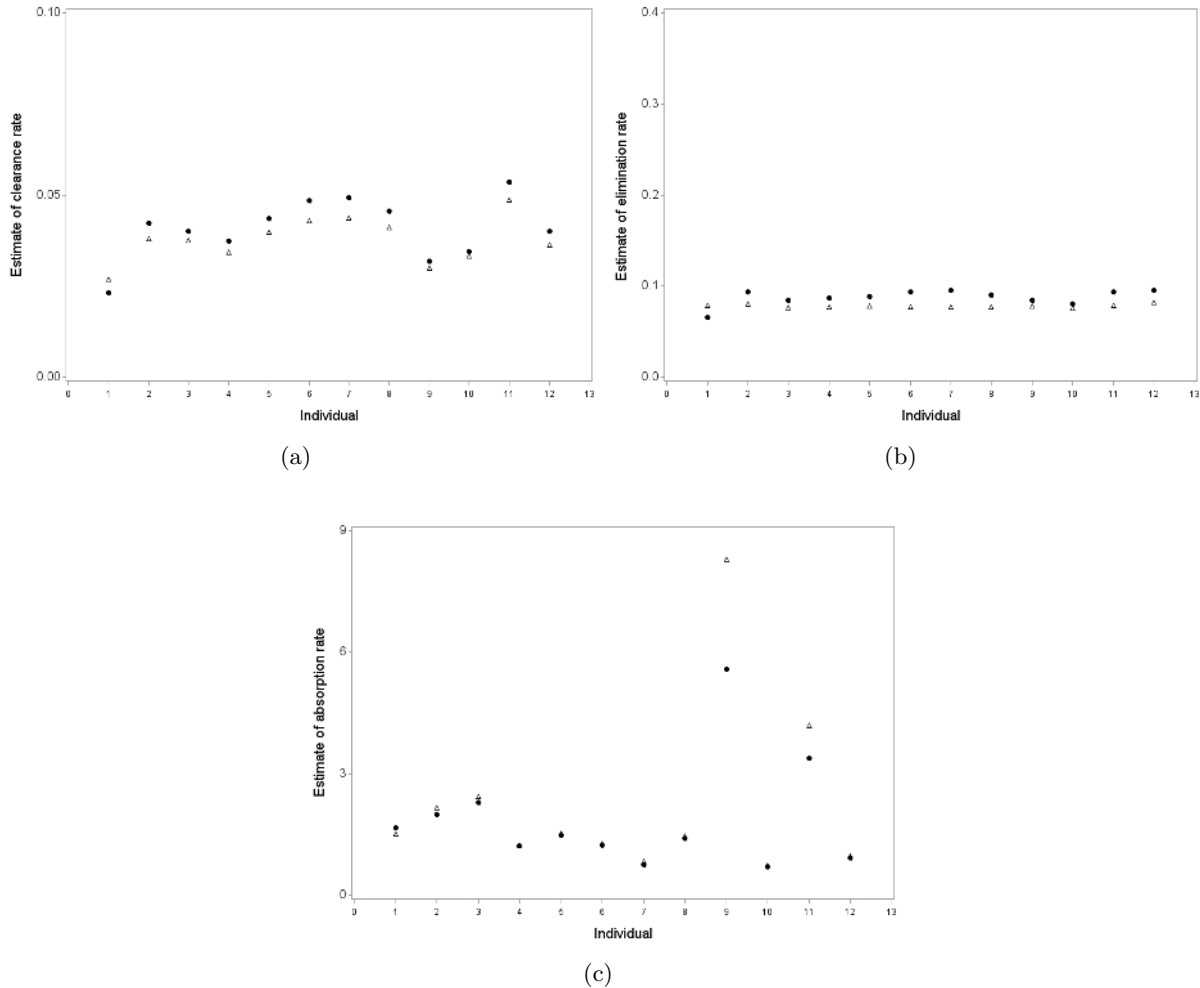 0.10
0.05
0.00
Estimate of clearance rate
0 1 2 3 4 5 6 7 8 9 10 11 12 13
Individual
(a)
0.4
0.3
0.2
0.1
0.0
Estimate of elimination rate
0 1 2 3 4 5 6 7 8 9 10 11 12 13
Individual
(b)
9
6
3
0
Estimate of absorption rate
0 1 2 3 4 5 6 7 8 9 10 11 12 13
Individual
(c)